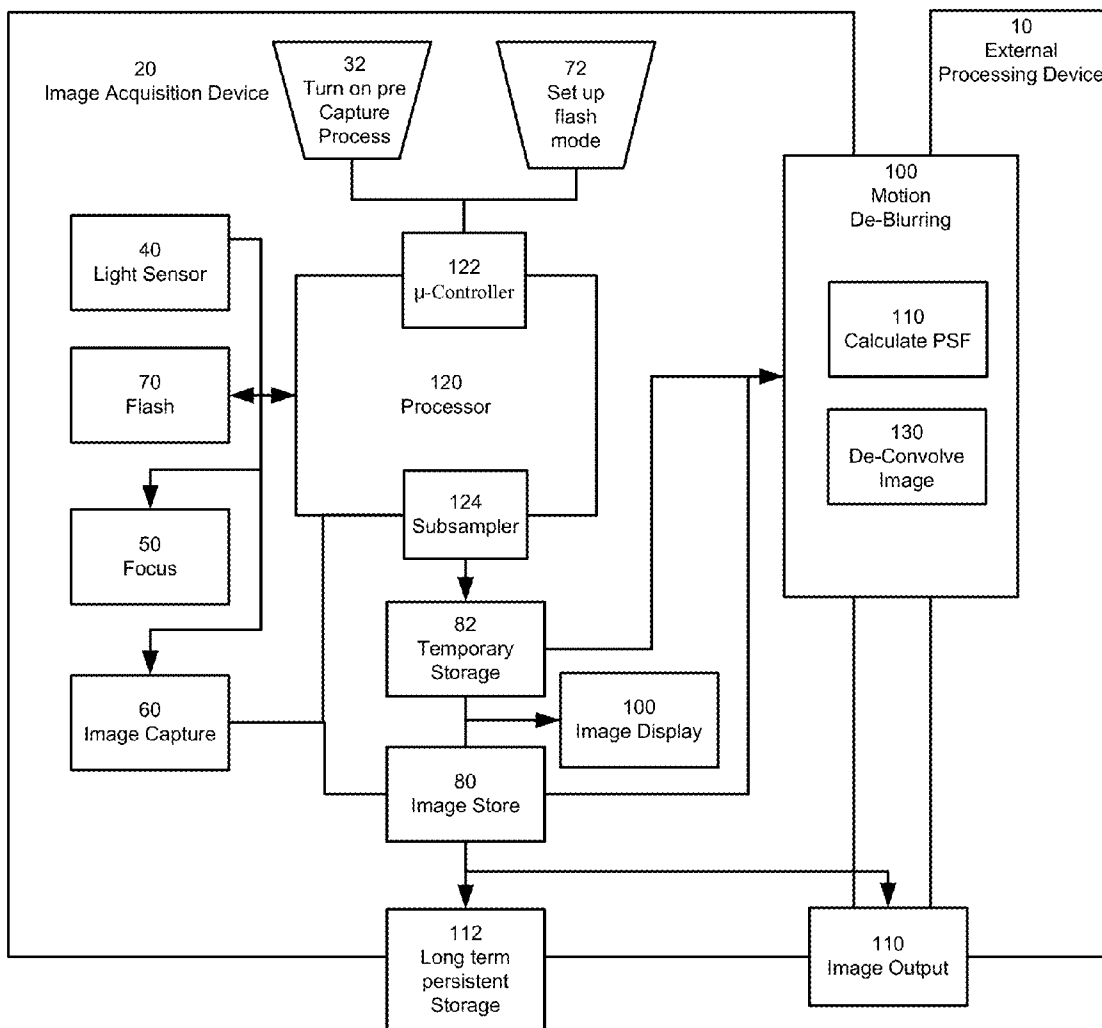 10
External
Processing Device
20
Image Acquisition Device
32
Turn on pre
Capture
Process
72
Set up
flash
mode
100
Motion
De-Blurring
40
Light Sensor
122
μ-Controller
110
Calculate PSF
70
Flash
120
Processor
130
De-Convolve
Image
124
Subsampler
50
Focus
82
Temporary
Storage
60
Image Capture
100
Image Display
80
Image Store
112
Long term
persistent
Storage
110
Image Output